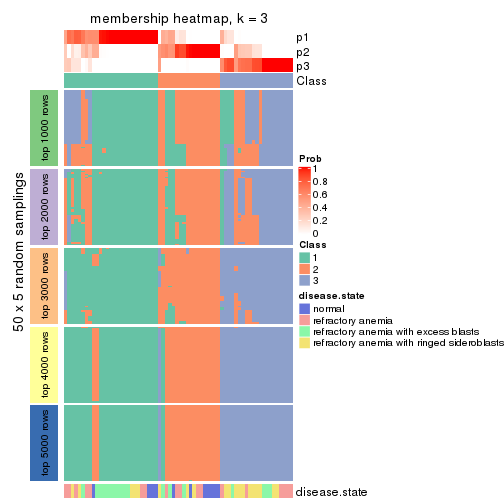 membership heatmap, k = 3
p1
p2
p3
Class
50 x 5 random samplings
top 1000 rows
top 2000 rows
top 3000 rows
top 4000 rows
top 5000 rows
Prob
1
0.8
0.6
0.4
0.2
0
Class
1
2
3
disease.state
normal
refractory anemia
refractory anemia with excess blasts
refractory anemia with ringed sideroblasts
disease.state